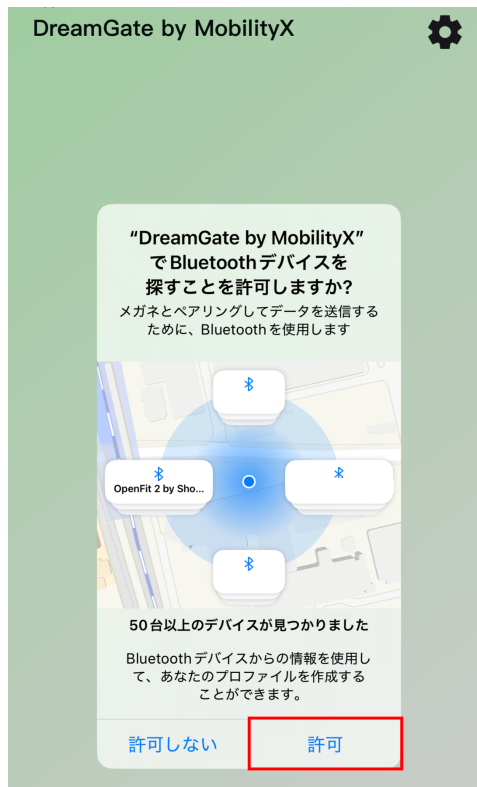 DreamGate by MobilityX
“DreamGate by MobilityX”
でBluetoothデバイスを
探すことを許可しますか?
メガネとペアリングしてデータを送信する
ために、Bluetoothを使用します
OpenFit 2 by Sho...
50台以上のデバイスが見つかりました
Bluetoothデバイスからの情報を使用し
て、あなたのプロファイルを作成する
ことができます。
許可しない
許可